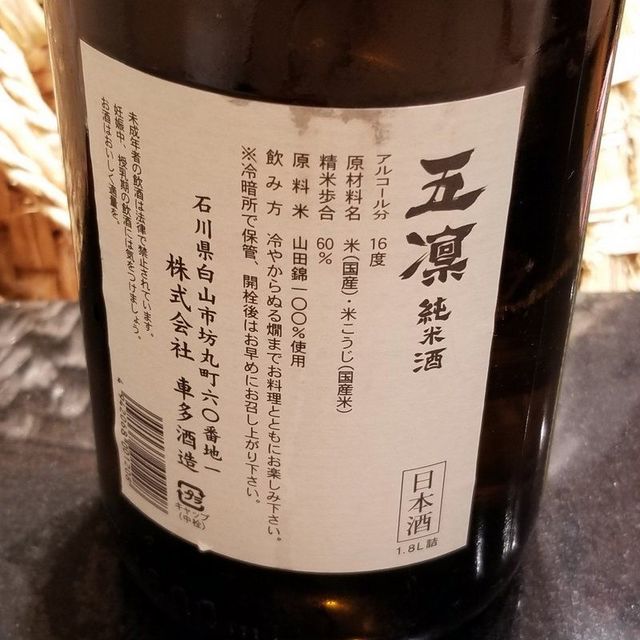 五凛 純米酒
日本酒
1.8L詰
アルコール分 16度
原材料名 米(国産)・米こうじ(国産米)
精米歩合 60%
原料米 山田錦一〇〇%使用
飲み方 冷やからぬる燗までお料理とともにお楽しみ下さい。
※冷暗所で保管、開栓後はお早めにお召し上がり下さい。
石川県白山市坊丸町六〇番地一
株式会社 車多酒造
キャップ
(中栓)
未成年者の飲酒は法律で禁止されています。
妊娠中、授乳期の飲酒には気をつけましょう。
お酒はおいしく適量を。